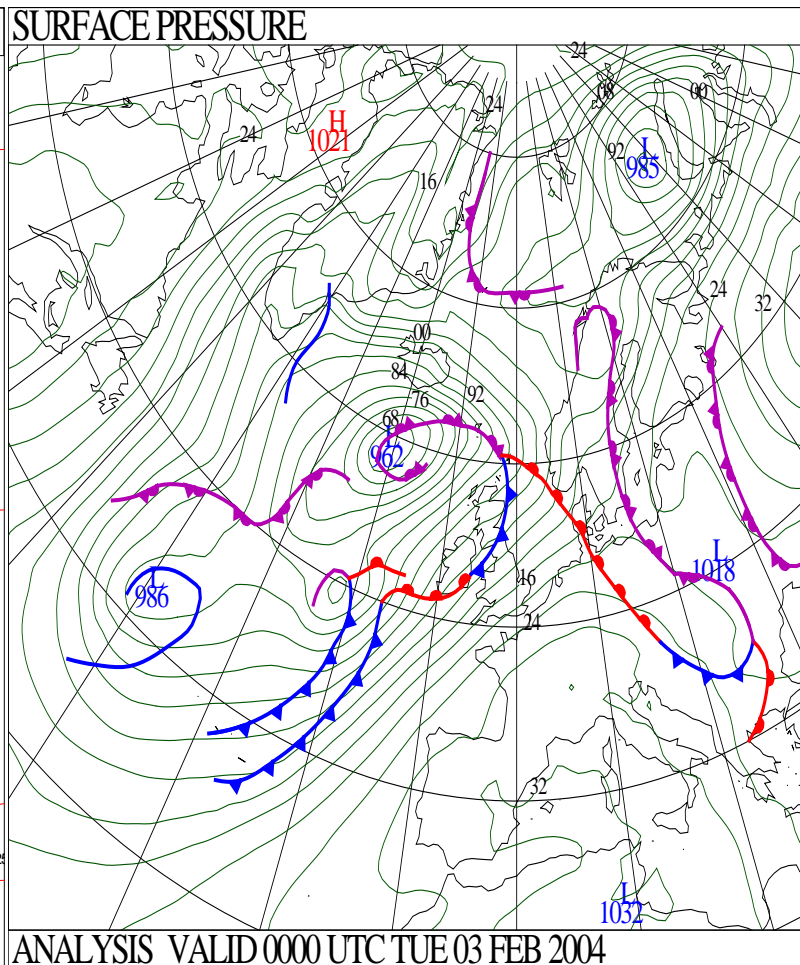 SURFACE PRESSURE
24
24
08
00
H
1021
24
92
L
985
16
24
32
00
84
92
76
68
L
962
L
1018
L
986
16
24
32
L
1032
ANALYSIS VALID 0000 UTC TUE 03 FEB 2004